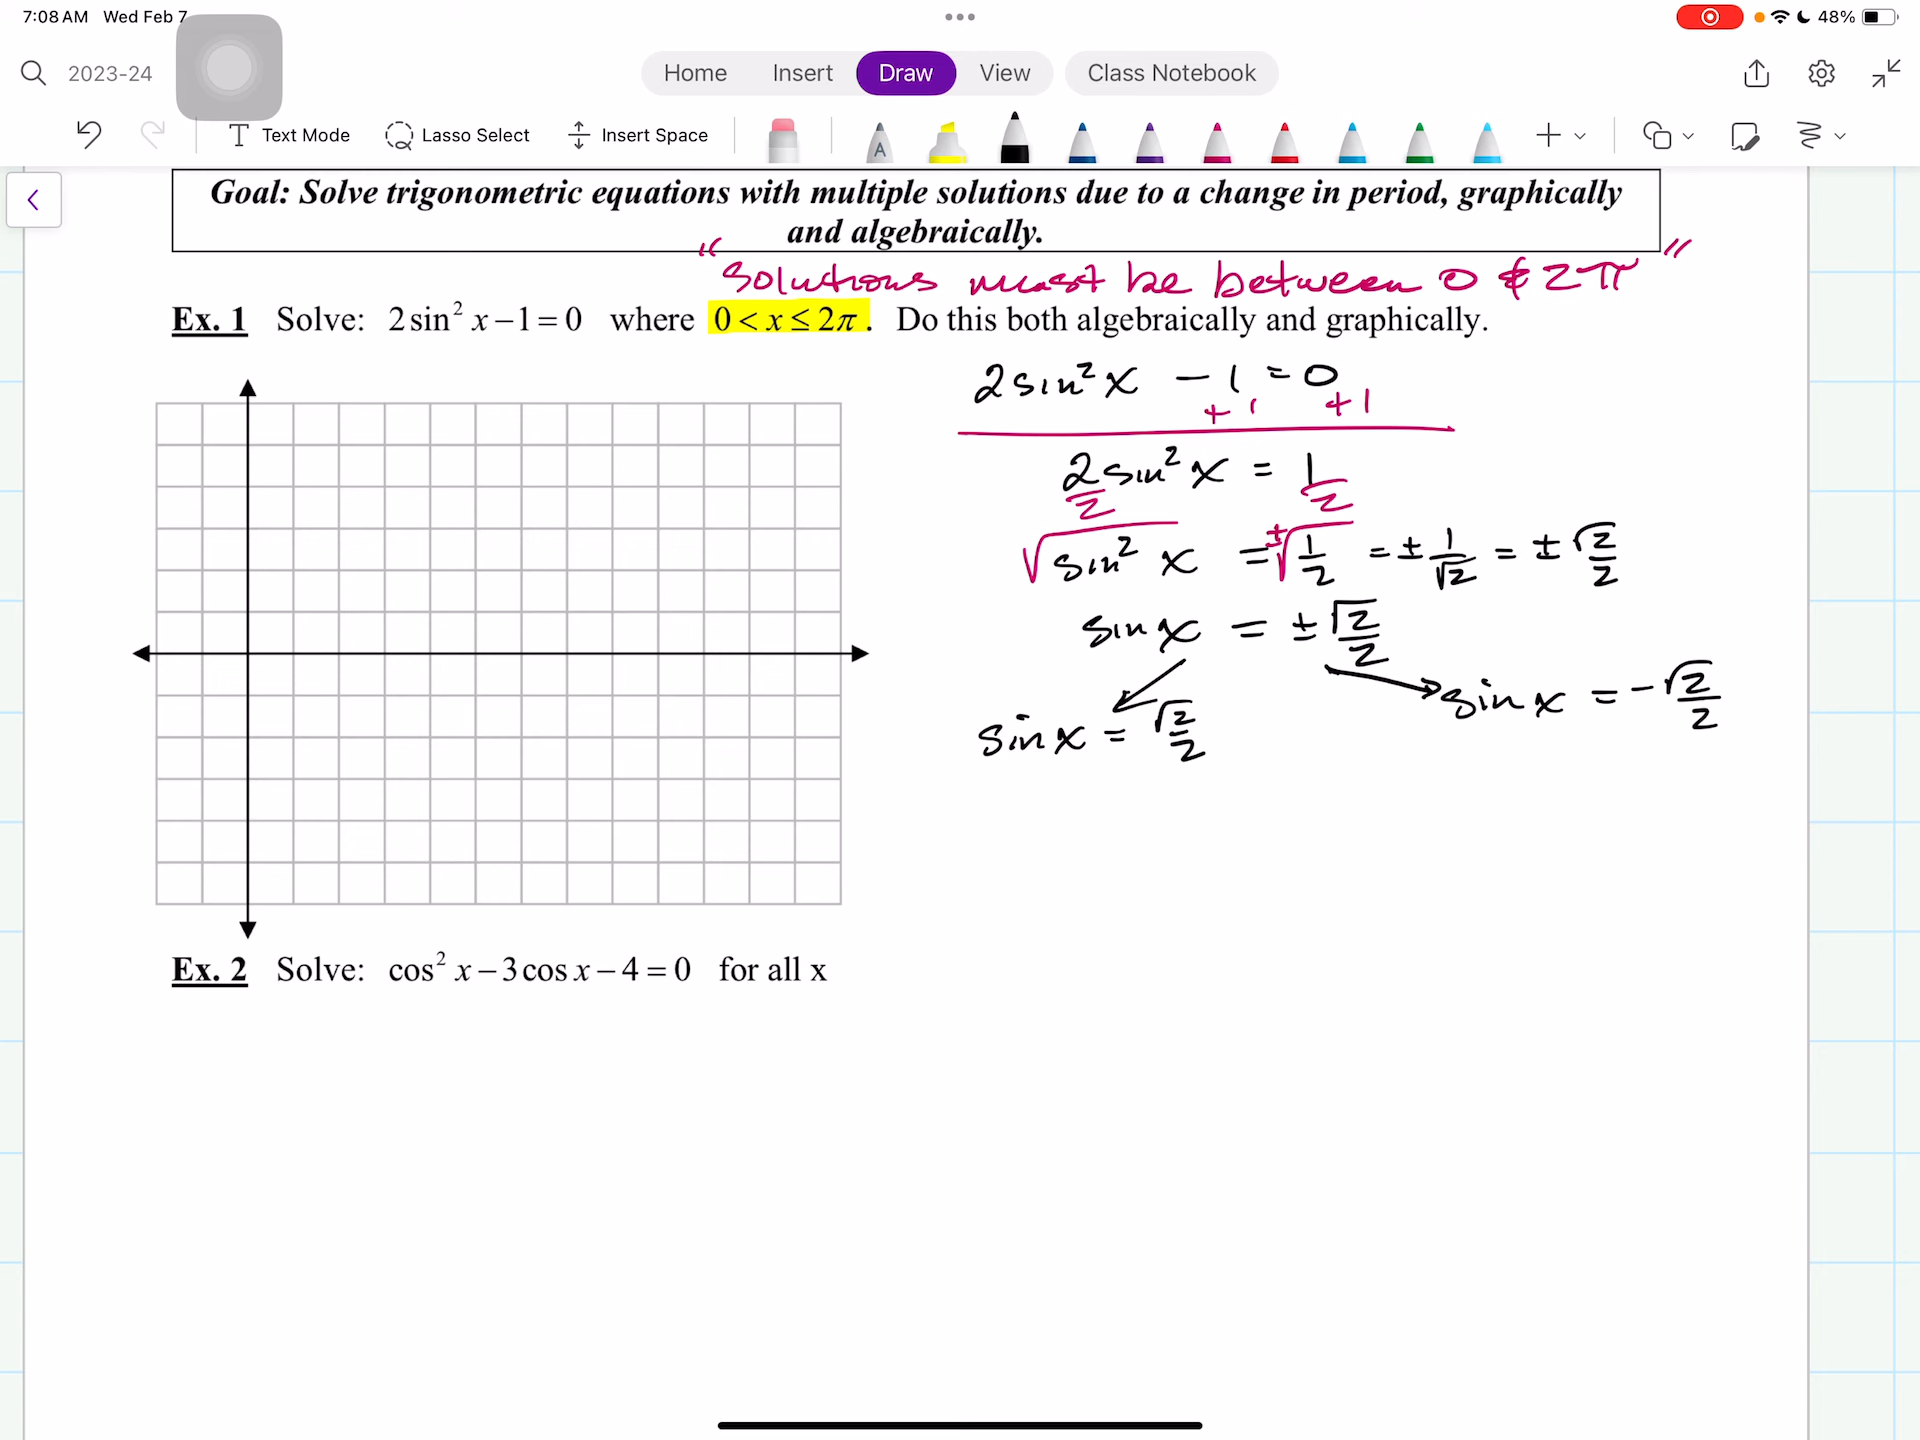 7:08 AM Wed Feb 7
48%
2023-24
Home Insert Draw View Class Notebook
Text Mode Lasso Select Insert Space
A
Goal: Solve trigonometric equations with multiple solutions due to a change in period, graphically
and algebraically.
"Solutions must be between 0 & 2π"
Ex. 1 Solve: 2sin² x − 1 = 0 where 0 < x ≤ 2π. Do this both algebraically and graphically.
2sin² x − 1 = 0
+1 +1
2sin² x = 1
2 2
√sin² x = ±√1/2 = ± 1/√2 = ± √2/2
sin x = ± √2/2
sin x = −√2/2
sin x = √2/2
Ex. 2 Solve: cos² x − 3cos x − 4 = 0 for all x